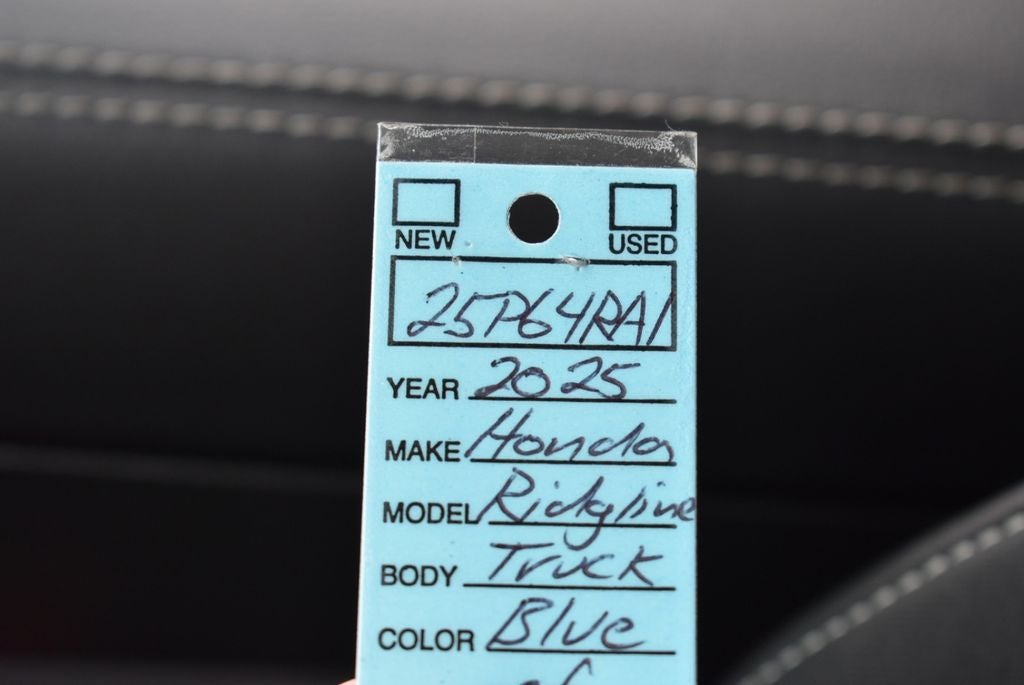 NEW USED
25P64RA1
YEAR 2025
MAKE Honda
MODEL Ridgline
BODY Truck
COLOR Blue